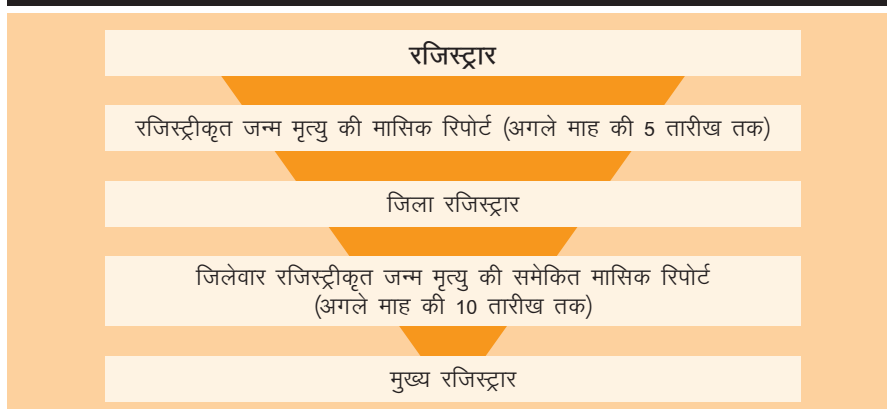 रजिस्ट्रार
रजिस्ट्रीकृत जन्म मृत्यु की मासिक रिपोर्ट (अगले माह की 5 तारीख तक)
जिला रजिस्ट्रार
जिलेवार रजिस्ट्रीकृत जन्म मृत्यु की समेकित मासिक रिपोर्ट
(अगले माह की 10 तारीख तक)
मुख्य रजिस्ट्रार